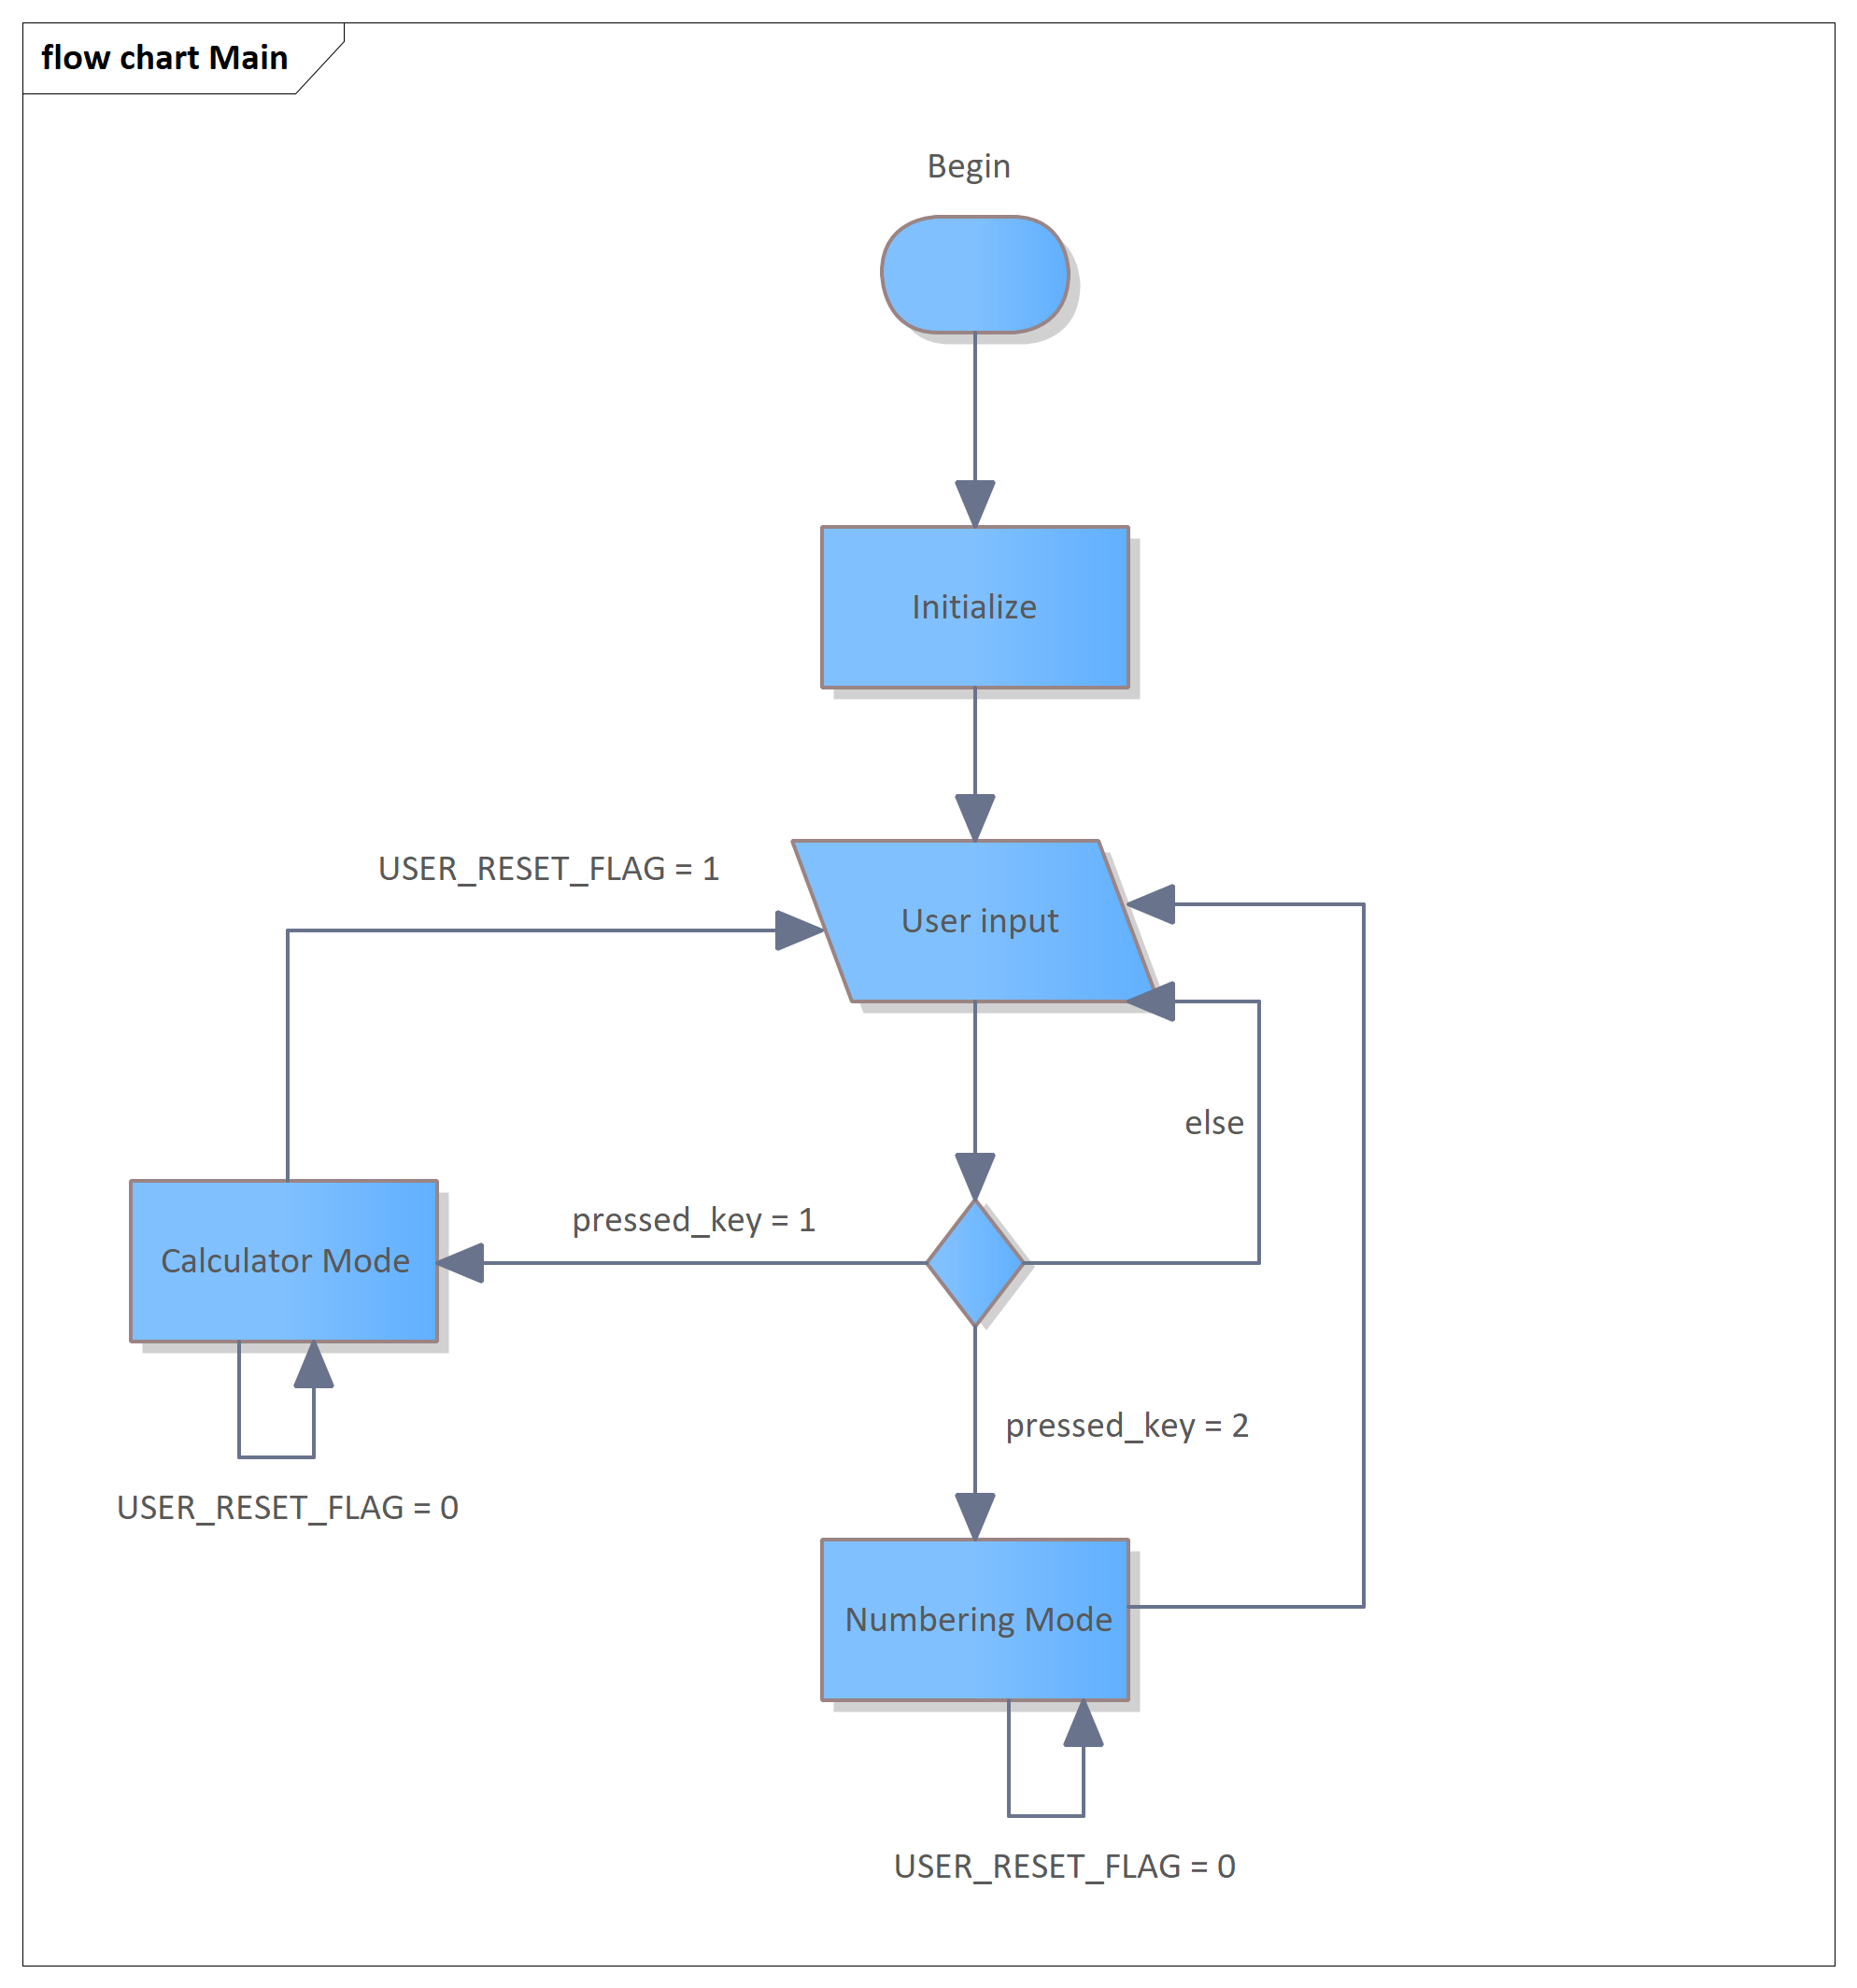 flow chart Main
Begin
Initialize
USER_RESET_FLAG = 1
User input
else
pressed_key = 1
Calculator Mode
pressed_key = 2
USER_RESET_FLAG = 0
Numbering Mode
USER_RESET_FLAG = 0